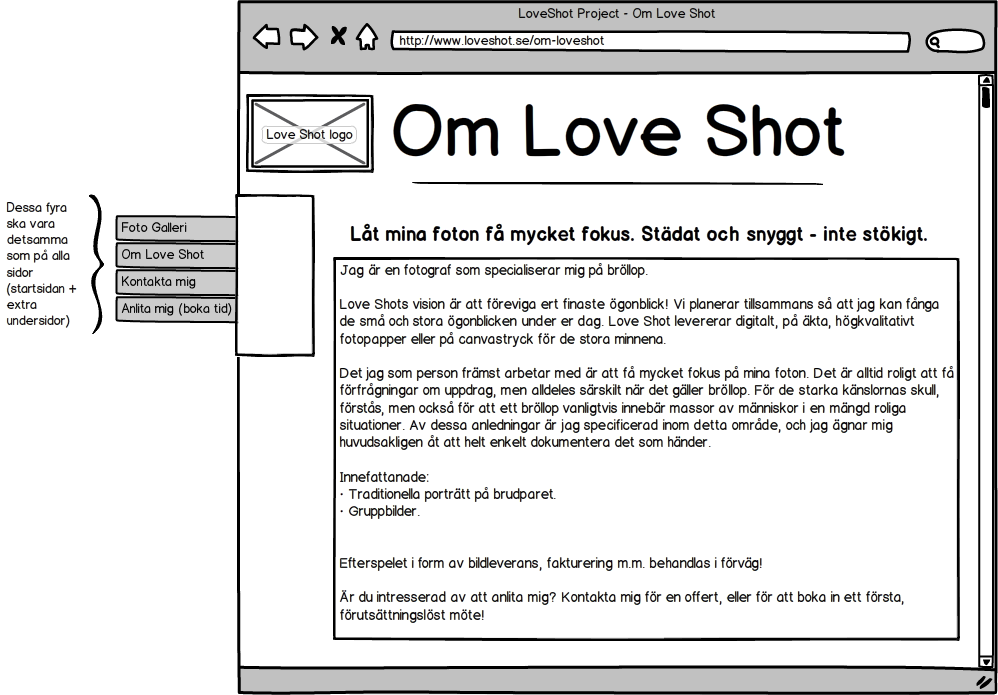 LoveShot Project - Om Love Shot
http://www.loveshot.se/om-loveshot
Love Shot logo
Om Love Shot
Dessa fyra
ska vara
detsamma
som på alla
sidor
(startsidan +
extra
undersidor)
Foto Galleri
Om Love Shot
Kontakta mig
Anlita mig (boka tid)
Låt mina foton få mycket fokus. Städat och snyggt - inte stökigt.
Jag är en fotograf som specialiserar mig på bröllop.
Love Shots vision är att föreviga ert finaste ögonblick! Vi planerar tillsammans så att jag kan fånga
de små och stora ögonblicken under er dag. Love Shot levererar digitalt, på äkta, högkvalitativt
fotopapper eller på canvastryck för de stora minnena.
Det jag som person främst arbetar med är att få mycket fokus på mina foton. Det är alltid roligt att få
förfrågningar om uppdrag, men alldeles särskilt när det gäller bröllop. För de starka känslornas skull,
förstås, men också för att ett bröllop vanligtvis innebär massor av människor i en mängd roliga
situationer. Av dessa anledningar är jag specificerad inom detta område, och jag ägnar mig
huvudsakligen åt att helt enkelt dokumentera det som händer.
Innefattanade:
· Traditionella porträtt på brudparet.
· Gruppbilder.
Efterspelet i form av bildleverans, fakturering m.m. behandlas i förväg!
Är du intresserad av att anlita mig? Kontakta mig för en offert, eller för att boka in ett första,
förutsättningslöst möte!